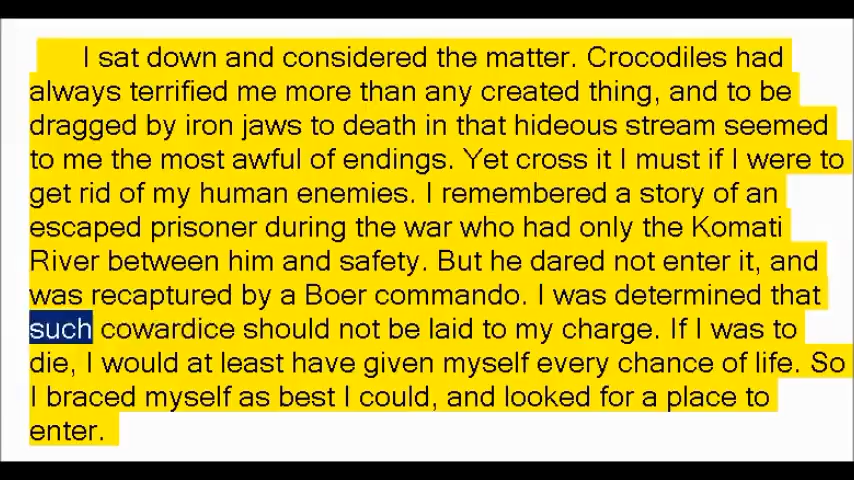 I sat down and considered the matter. Crocodiles had
always terrified me more than any created thing, and to be
dragged by iron jaws to death in that hideous stream seemed
to me the most awful of endings. Yet cross it I must if I were to
get rid of my human enemies. I remembered a story of an
escaped prisoner during the war who had only the Komati
River between him and safety. But he dared not enter it, and
was recaptured by a Boer commando. I was determined that
such cowardice should not be laid to my charge. If I was to
die, I would at least have given myself every chance of life. So
I braced myself as best I could, and looked for a place to
enter.